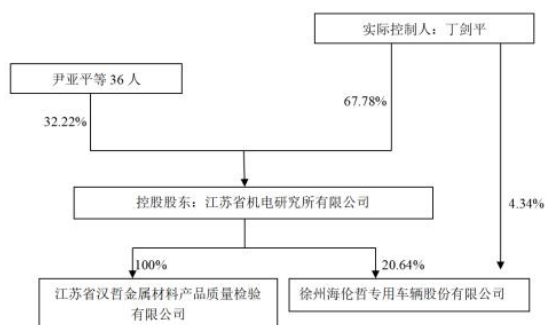 实际控制人：丁剑平
尹亚平等 36 人
67.78%
32.22%
控股股东：江苏省机电研究所有限公司
4.34%
100%
20.64%
江苏省汉哲金属材料产品质量检验
有限公司
徐州海伦哲专用车辆股份有限公司